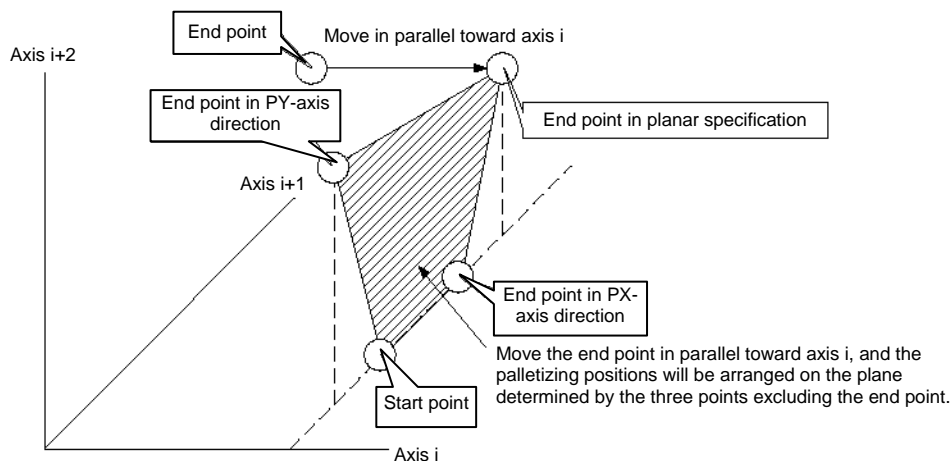 End point
Move in parallel toward axis i
Axis i+2
End point in PY-axis
direction
End point in planar specification
Axis i+1
End point in PX-
axis direction
Move the end point in parallel toward axis i, and the
palletizing positions will be arranged on the plane
determined by the three points excluding the end point.
Start point
Axis i